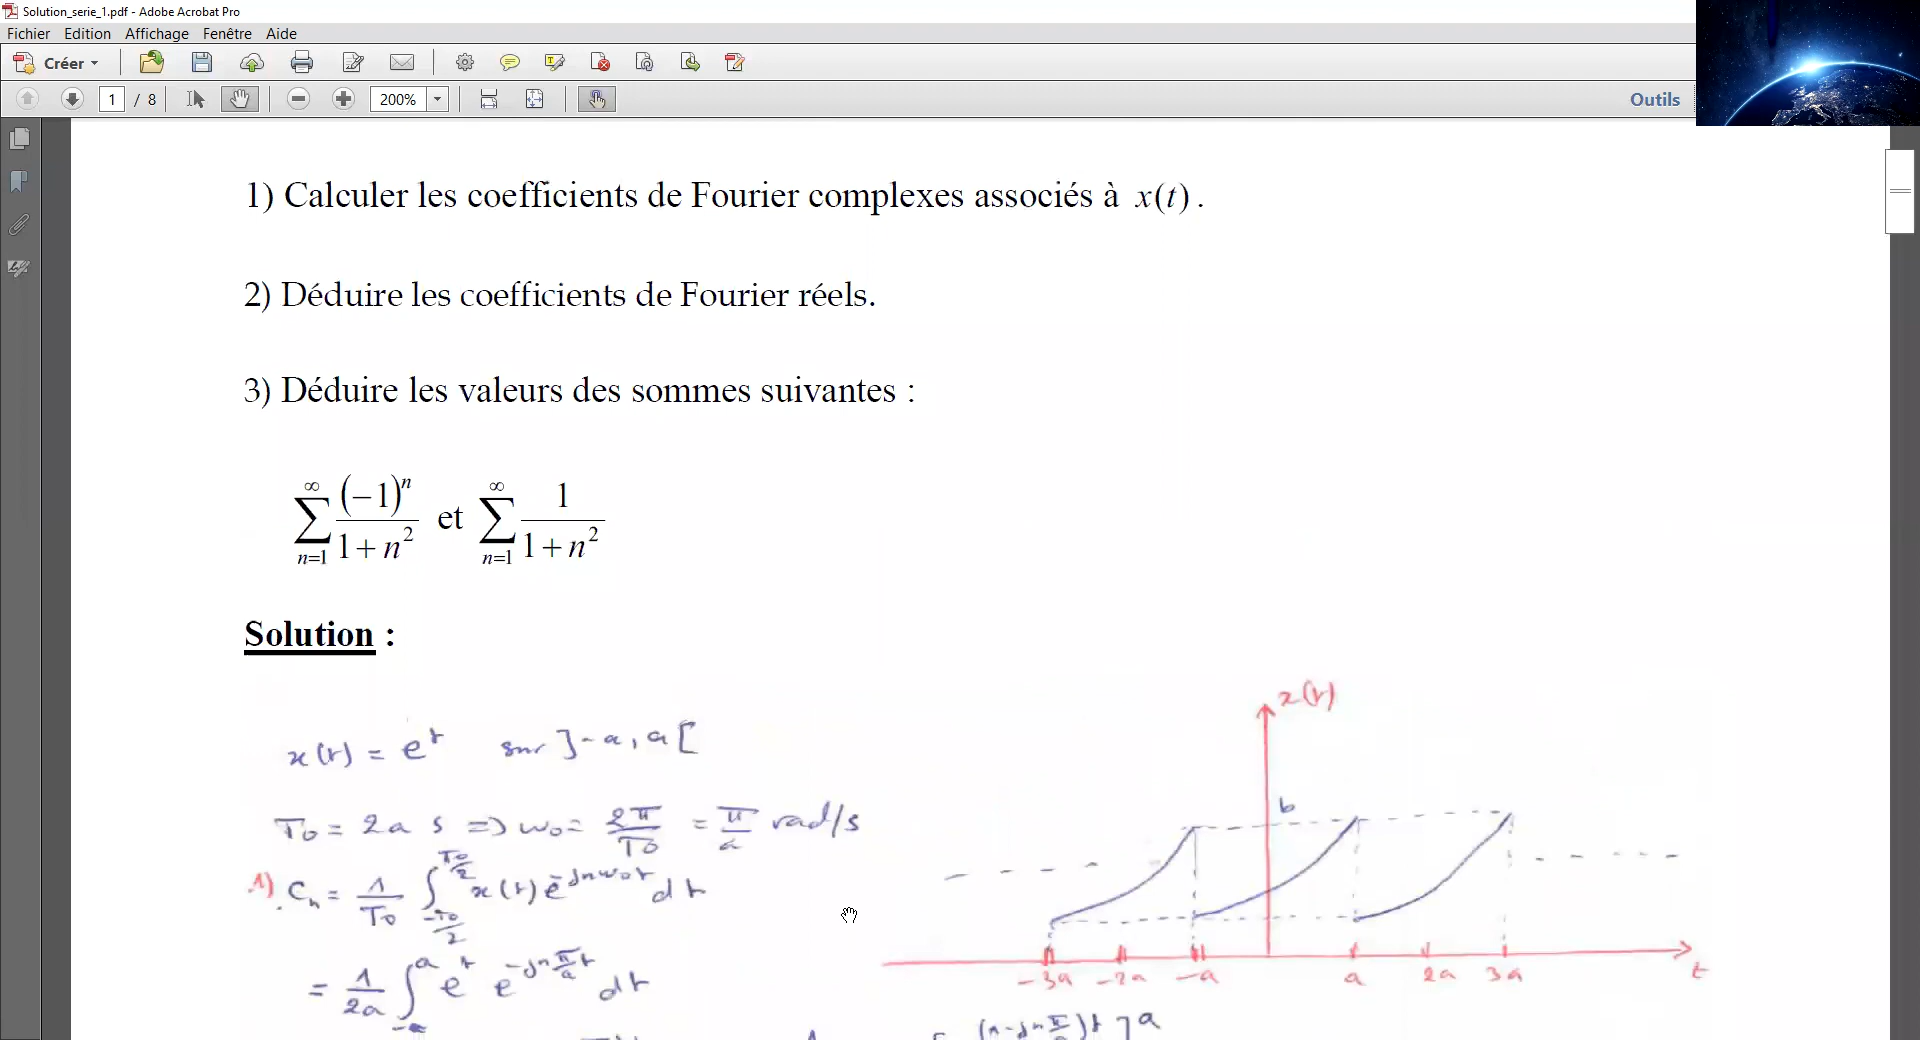 Solution_serie_1.pdf - Adobe Acrobat Pro
Fichier Edition Affichage Fenêtre Aide
Créer
1 / 8 200% Outils
1) Calculer les coefficients de Fourier complexes associés à x(t).
2) Déduire les coefficients de Fourier réels.
3) Déduire les valeurs des sommes suivantes :
∑_{n=1}^{∞} (-1)^n / (1 + n²) et ∑_{n=1}^{∞} 1 / (1 + n²)
Solution :
x(t)
x(t) = e^t sur ]-a, a[
b
T0 = 2a s => w0 = 2π/T0 = π/a rad/s
1) Cn = 1/T0 ∫_{-T0/2}^{T0/2} x(t) e^{-jnw0t} dt
-3a -2a -a a 2a 3a t
= 1/2a ∫_{-a}^{a} e^t e^{-jn π/a t} dt